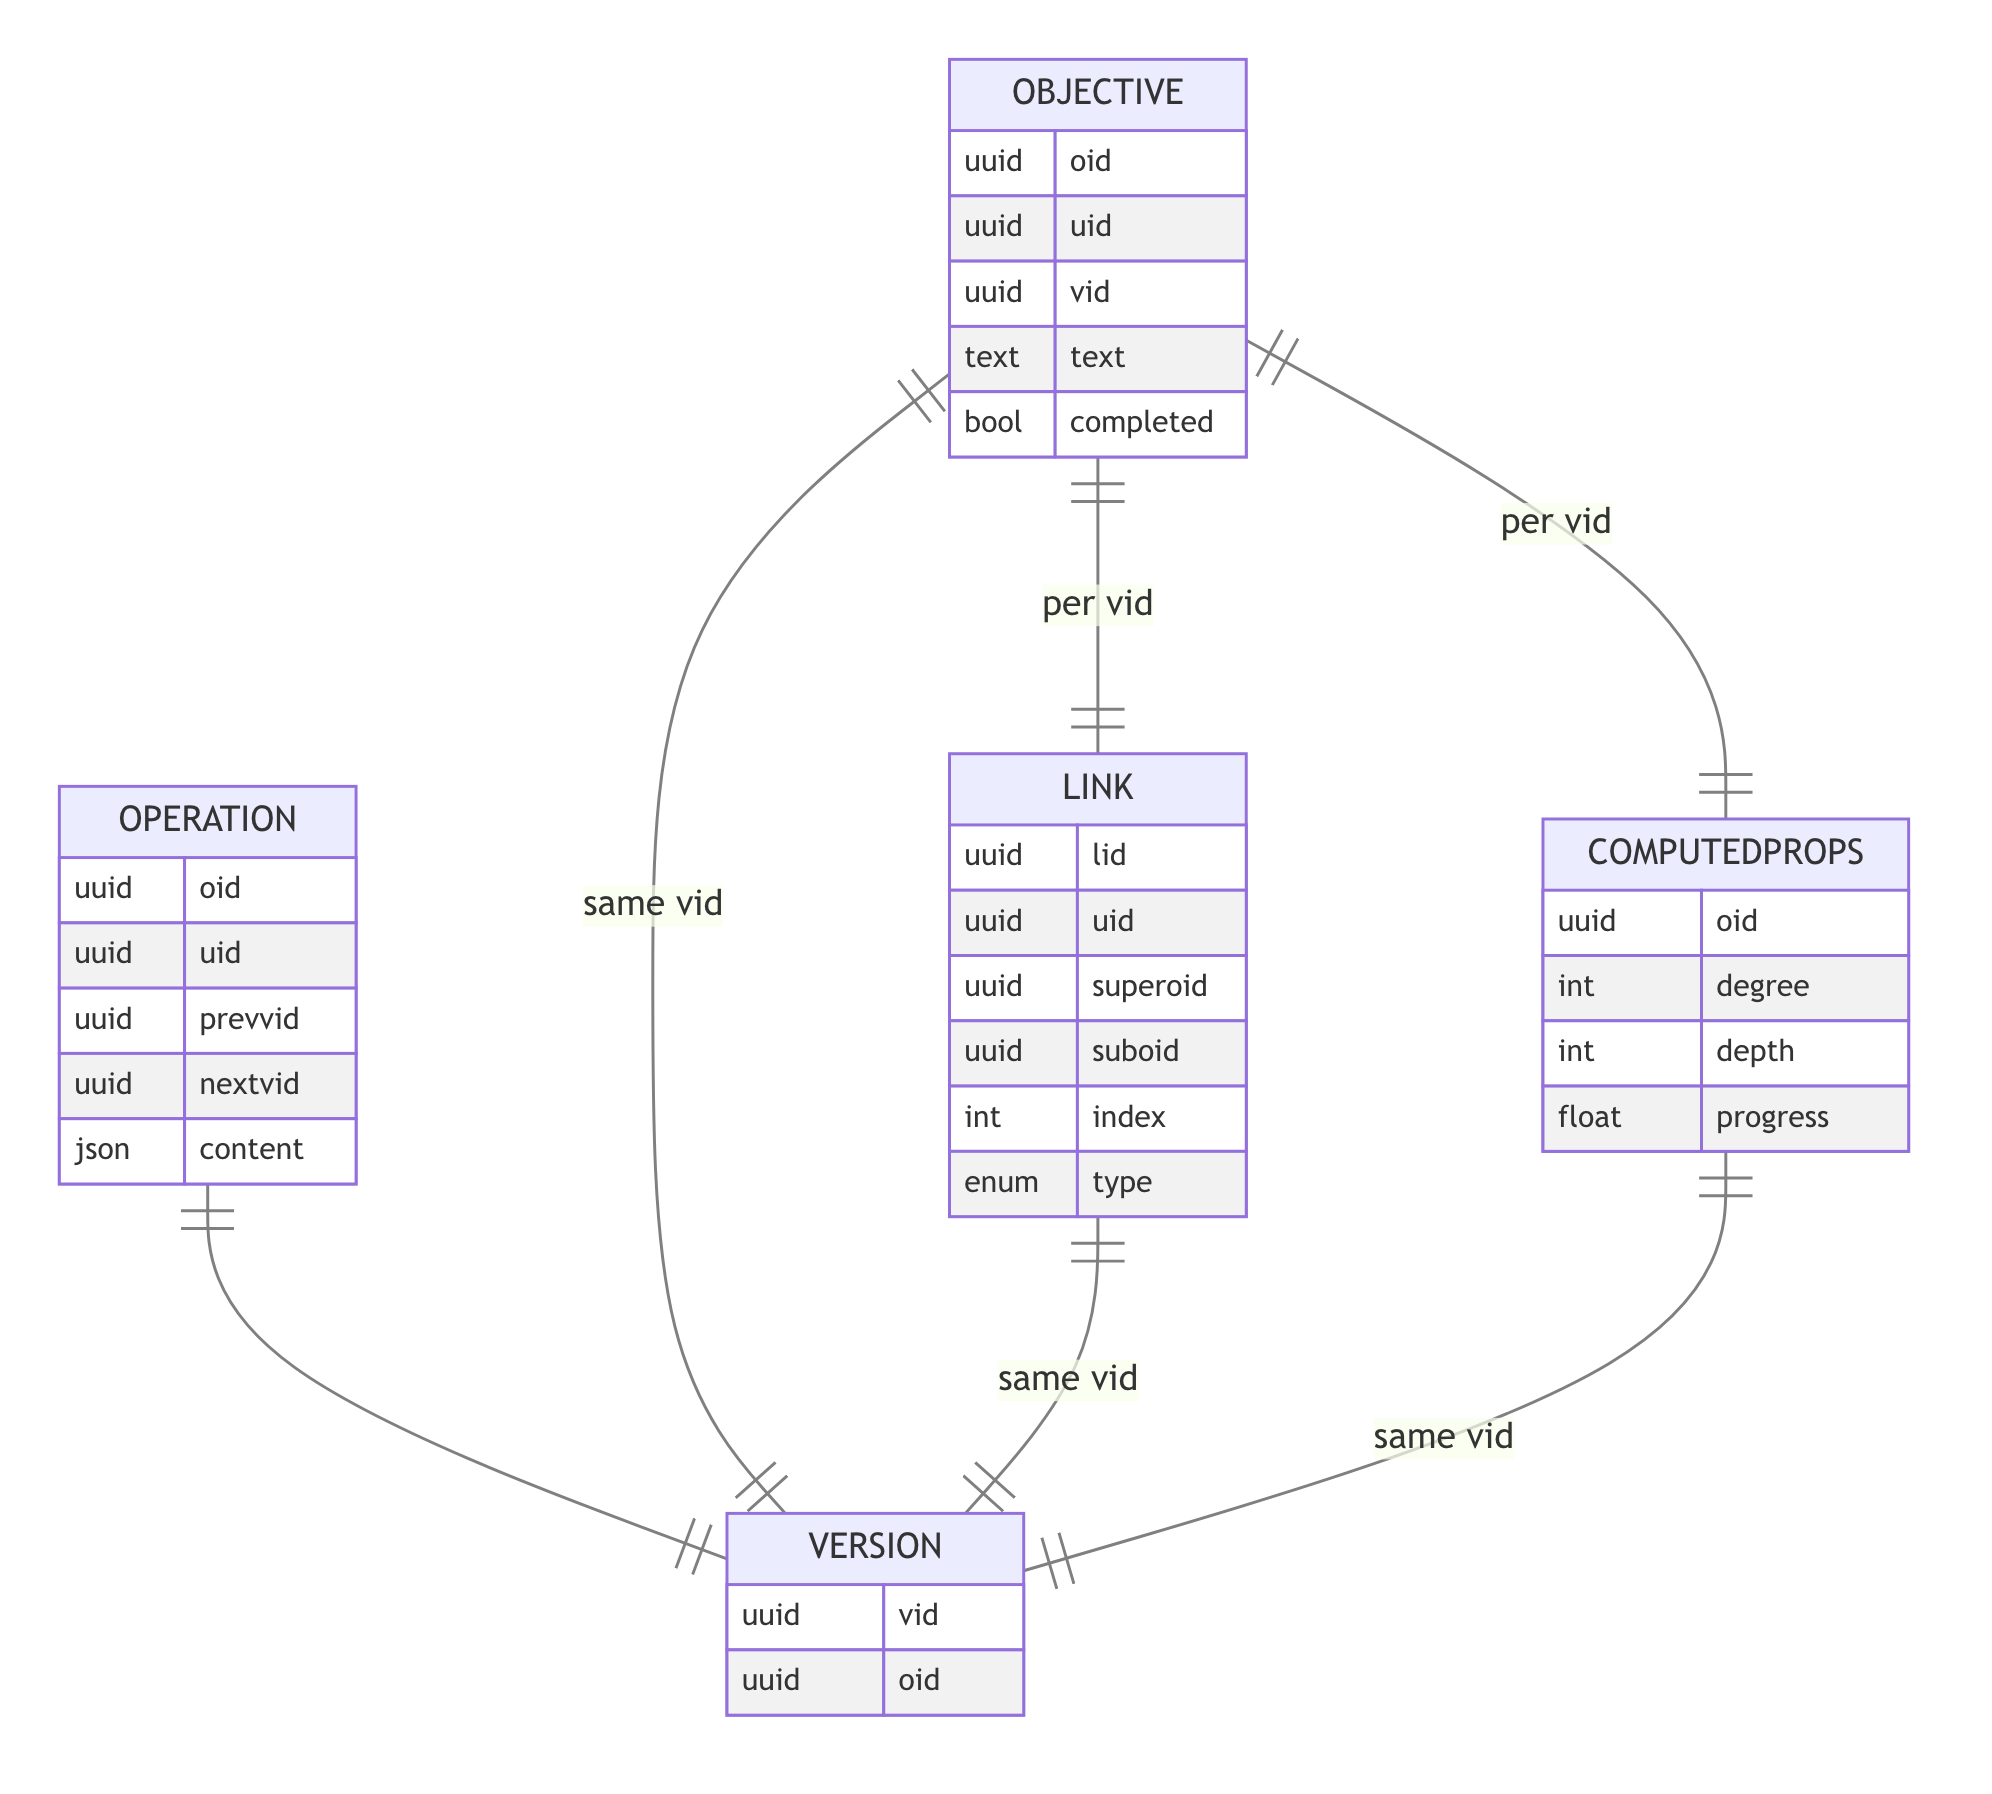 OBJECTIVE
uuid oid
uuid uid
uuid vid
text text
bool completed
per vid
per vid
same vid
OPERATION
uuid oid
uuid uid
uuid prevvid
uuid nextvid
json content
LINK
uuid lid
uuid uid
uuid superoid
uuid suboid
int index
enum type
COMPUTEDPROPS
uuid oid
int degree
int depth
float progress
same vid
same vid
VERSION
uuid vid
uuid oid